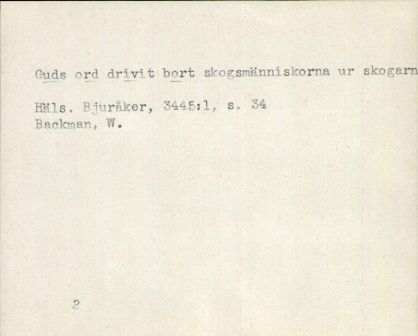 Guds ord drivit bort skogsmänniskorna ur skogarn
Häls. Bjuråker, 3445:1, s. 34
Backman, W.
2